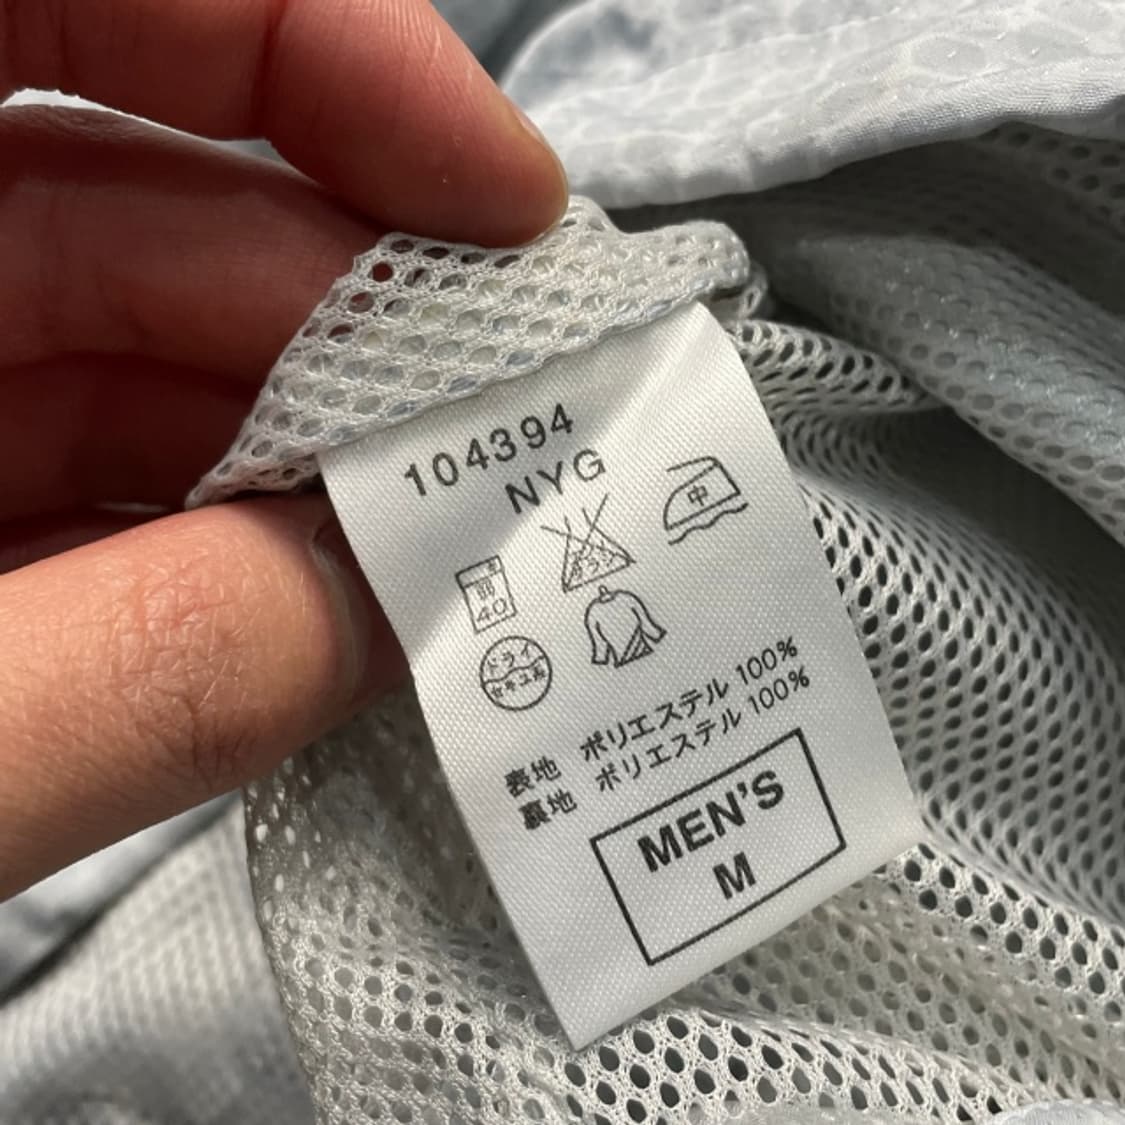 104394
NYG
中
40
ドライ
セキユ系
表地 ポリエステル 100%
裏地 ポリエステル 100%
MEN'S
M